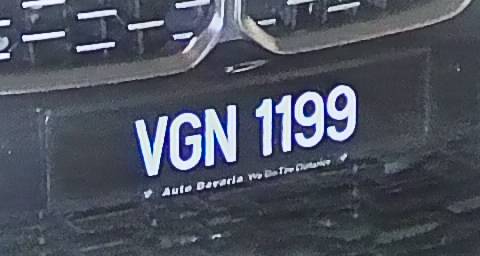 VGN 1199
Auto Bavaria We Go The Distance